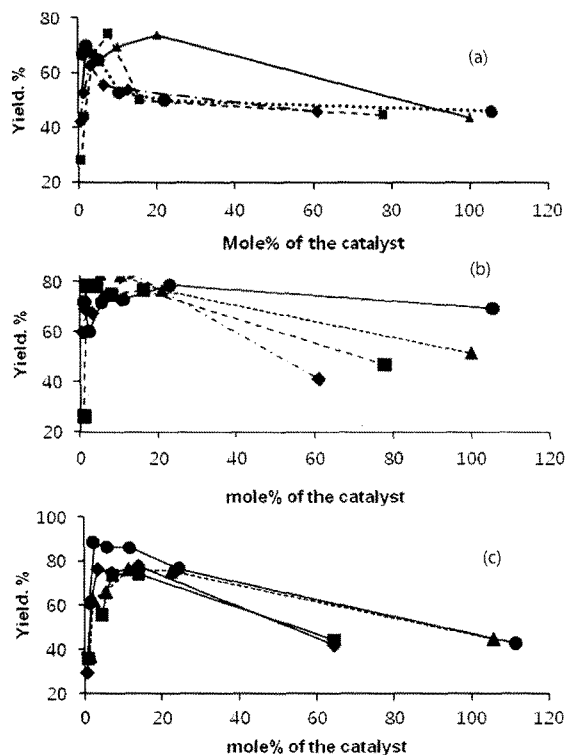 80
60
40
20
Yield. %
(a)
0 20 40 60 80 100 120
Mole% of the catalyst
80
60
40
20
Yield. %
(b)
0 20 40 60 80 100 120
mole% of the catalyst
100
80
60
40
20
Yield. %
(c)
0 20 40 60 80 100 120
mole% of the catalyst